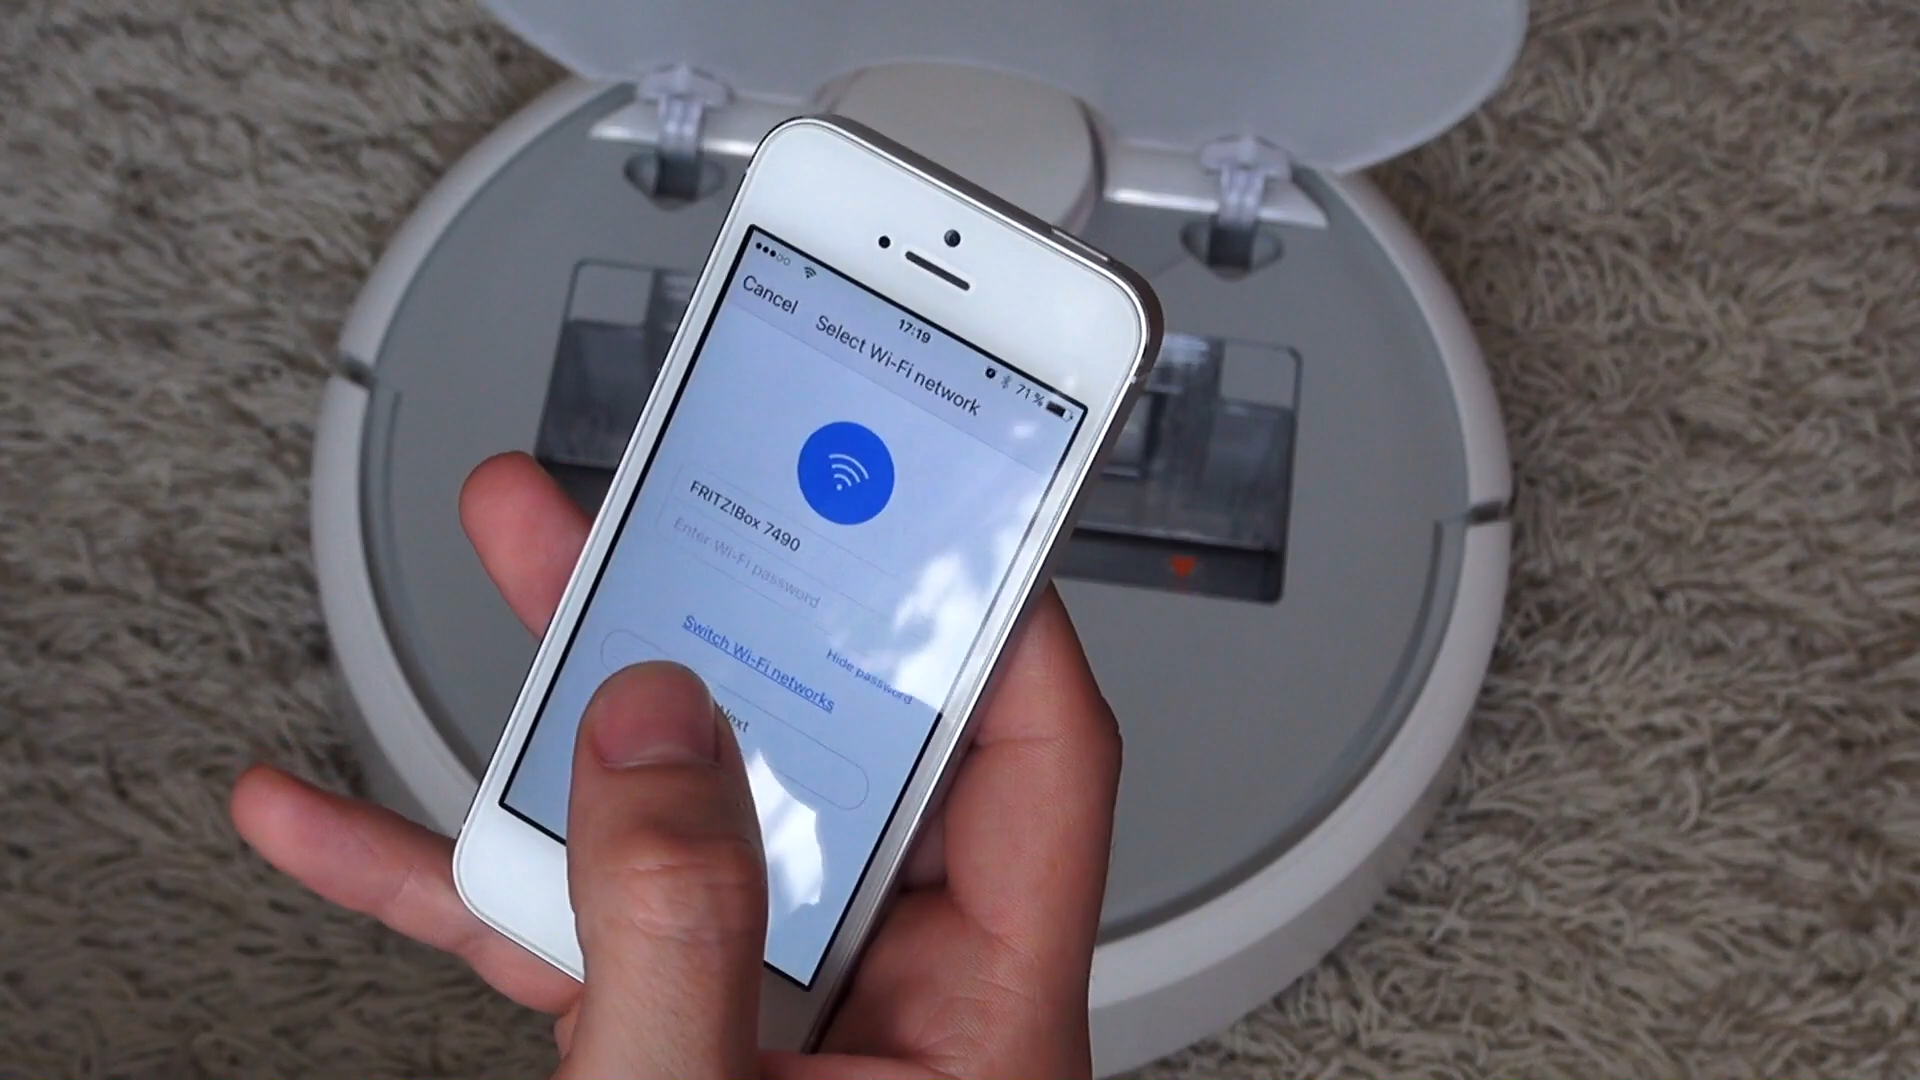 17:19
71 %
Cancel
Select Wi-Fi network
FRITZ!Box 7490
Enter Wi-Fi password
Hide password
Switch Wi-Fi networks
Next